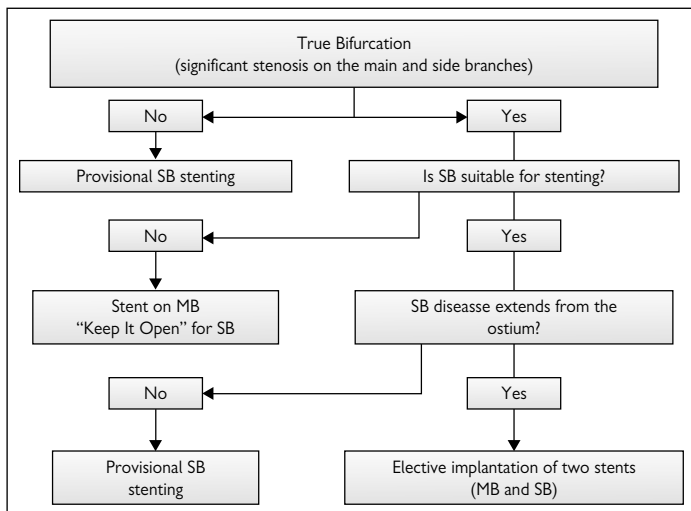 True Bifurcation
(significant stenosis on the main and side branches)
No
Yes
Provisional SB stenting
Is SB suitable for stenting?
No
Yes
Stent on MB
“Keep It Open” for SB
SB diseasse extends from the
ostium?
No
Yes
Provisional SB
stenting
Elective implantation of two stents
(MB and SB)